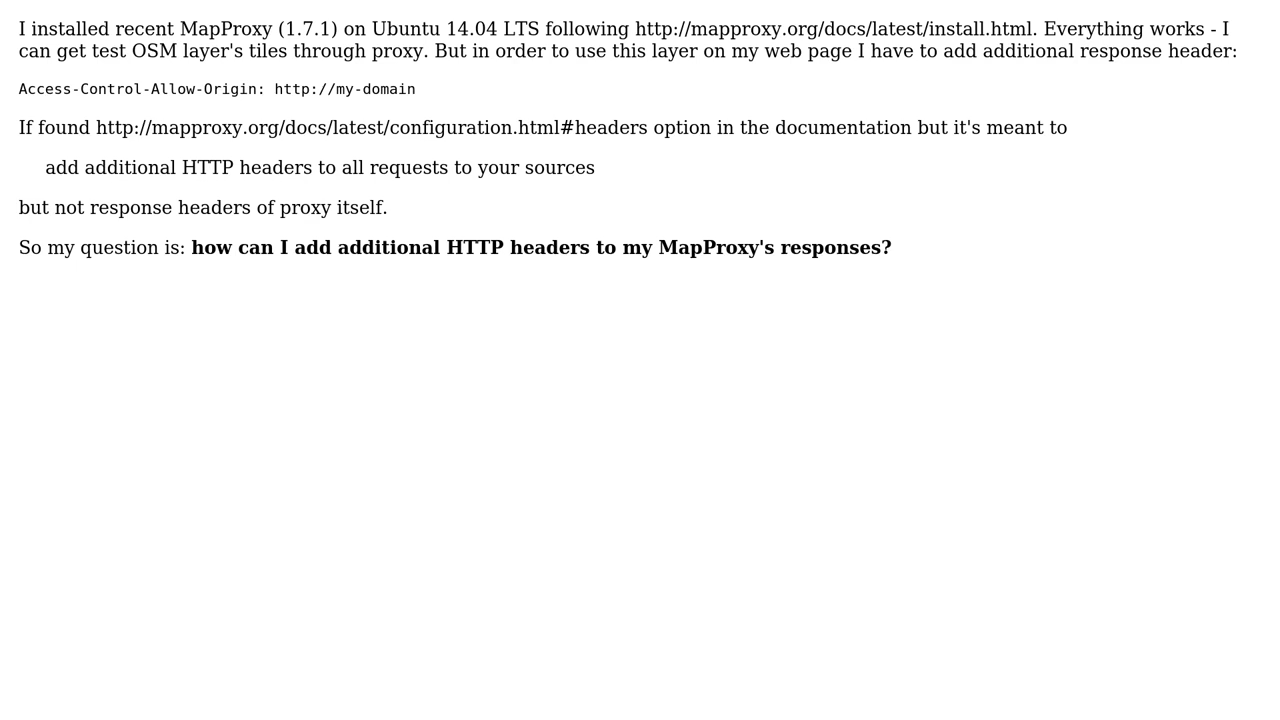 I installed recent MapProxy (1.7.1) on Ubuntu 14.04 LTS following http://mapproxy.org/docs/latest/install.html. Everything works - I
can get test OSM layer's tiles through proxy. But in order to use this layer on my web page I have to add additional response header:
Access-Control-Allow-Origin: http://my-domain
If found http://mapproxy.org/docs/latest/configuration.html#headers option in the documentation but it's meant to
add additional HTTP headers to all requests to your sources
but not response headers of proxy itself.
So my question is: how can I add additional HTTP headers to my MapProxy's responses?